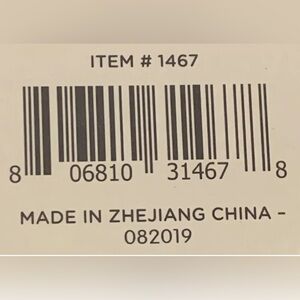 ITEM # 1467
8 06810 31467 8
MADE IN ZHEJIANG CHINA -
082019